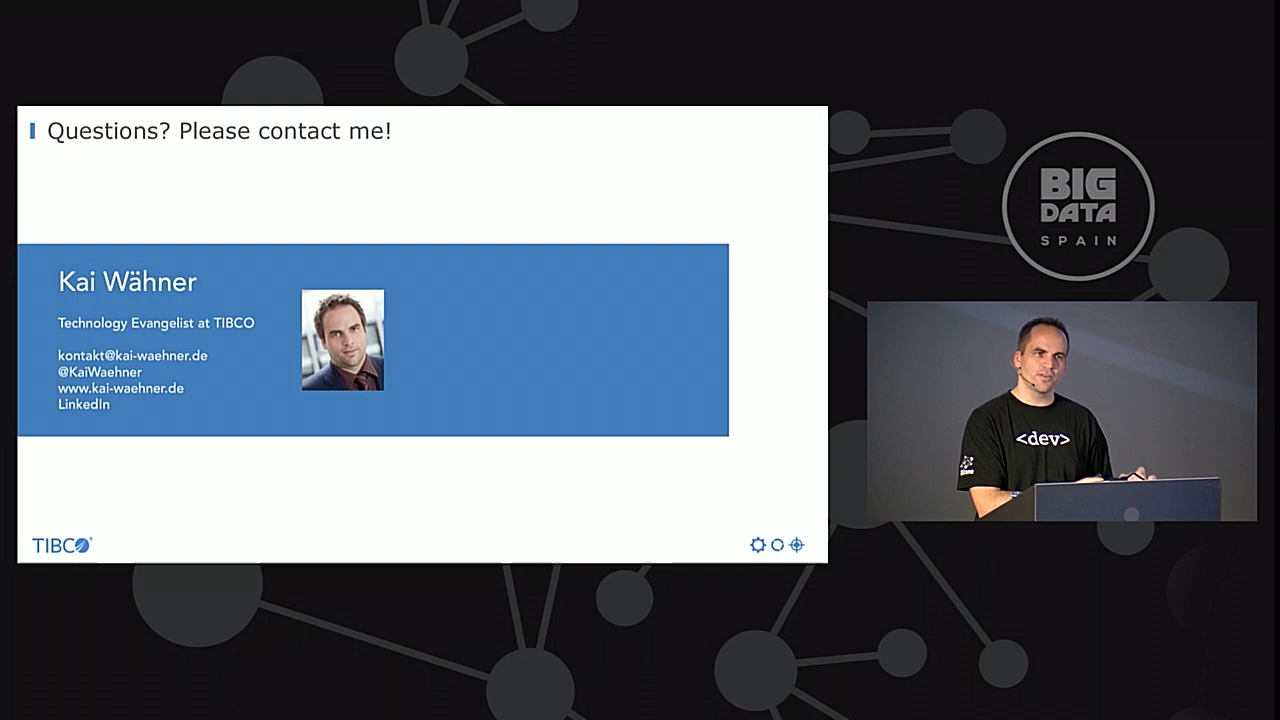 Questions? Please contact me!
Kai Wähner
Technology Evangelist at TIBCO
kontakt@kai-waehner.de
@KaiWaehner
www.kai-waehner.de
LinkedIn
TIBCO
BIG
DATA
SPAIN
<dev>